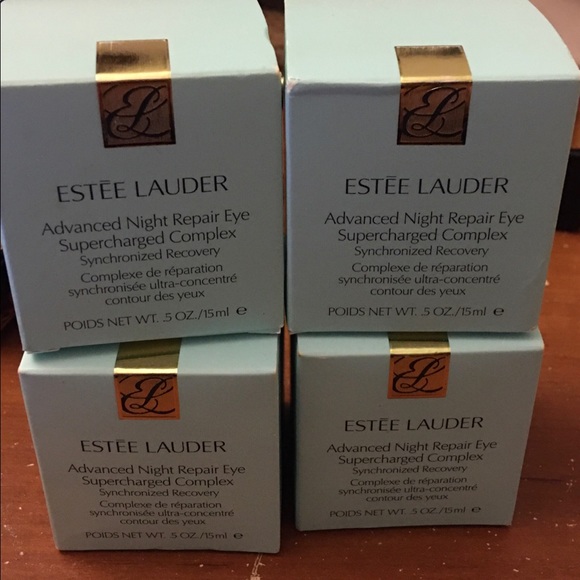 EL
ESTĒE LAUDER
Advanced Night Repair Eye
Supercharged Complex
Synchronized Recovery
Complexe de réparation
synchronisée ultra-concentré
contour des yeux
POIDS NET WT. .5 OZ./15ml e
EL
ESTĒE LAUDER
Advanced Night Repair Eye
Supercharged Complex
Synchronized Recovery
Complexe de réparation
synchronisée ultra-concentré
contour des yeux
POIDS NET WT. .5 OZ./15ml e
EL
ESTĒE LAUDER
Advanced Night Repair Eye
Supercharged Complex
Synchronized Recovery
Complexe de réparation
synchronisée ultra-concentré
contour des yeux
POIDS NET WT. .5 OZ./15ml e
EL
ESTĒE LAUDER
Advanced Night Repair Eye
Supercharged Complex
Synchronized Recovery
Complexe de réparation
synchronisée ultra-concentré
contour des yeux
POIDS NET WT. .5 OZ./15ml e